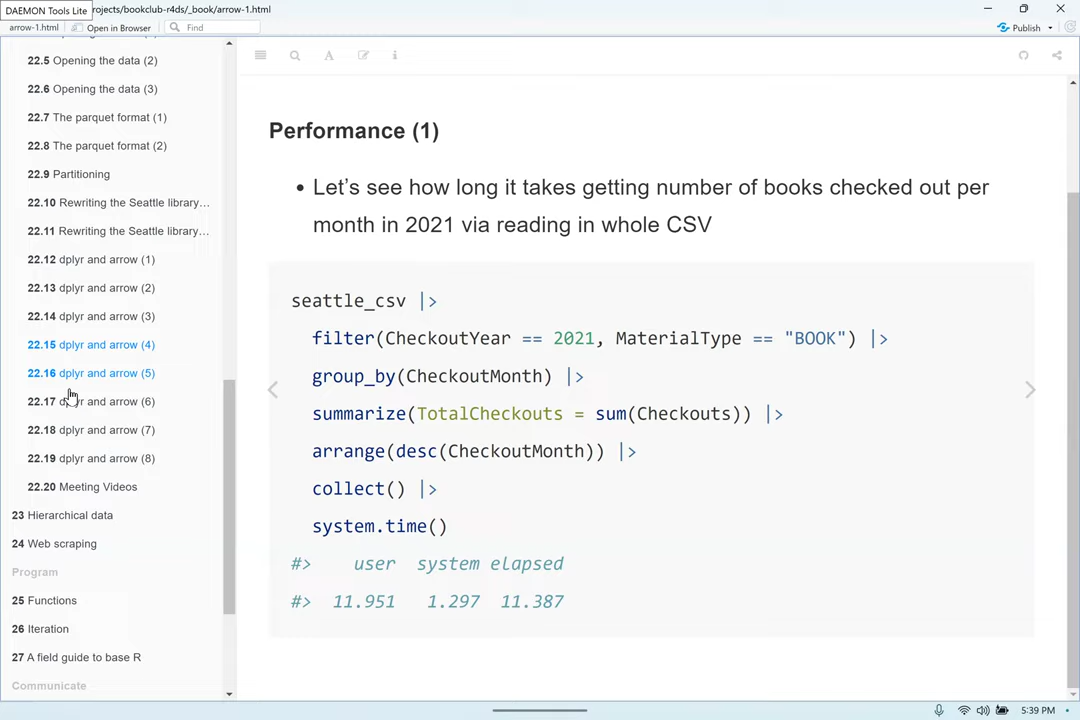 DAEMON Tools Lite
rojects/bookclub-r4ds/_book/arrow-1.html
arrow-1.html
Open in Browser
Find
Publish
22.5 Opening the data (2)
22.6 Opening the data (3)
22.7 The parquet format (1)
22.8 The parquet format (2)
22.9 Partitioning
22.10 Rewriting the Seattle library...
22.11 Rewriting the Seattle library...
22.12 dplyr and arrow (1)
22.13 dplyr and arrow (2)
22.14 dplyr and arrow (3)
22.15 dplyr and arrow (4)
22.16 dplyr and arrow (5)
22.17 dplyr and arrow (6)
22.18 dplyr and arrow (7)
22.19 dplyr and arrow (8)
22.20 Meeting Videos
23 Hierarchical data
24 Web scraping
Program
25 Functions
26 Iteration
27 A field guide to base R
Communicate
Performance (1)
• Let’s see how long it takes getting number of books checked out per
month in 2021 via reading in whole CSV
seattle_csv |>
filter(CheckoutYear == 2021, MaterialType == "BOOK") |>
group_by(CheckoutMonth) |>
summarize(TotalCheckouts = sum(Checkouts)) |>
arrange(desc(CheckoutMonth)) |>
collect() |>
system.time()
#> user system elapsed
#> 11.951 1.297 11.387
5:39 PM